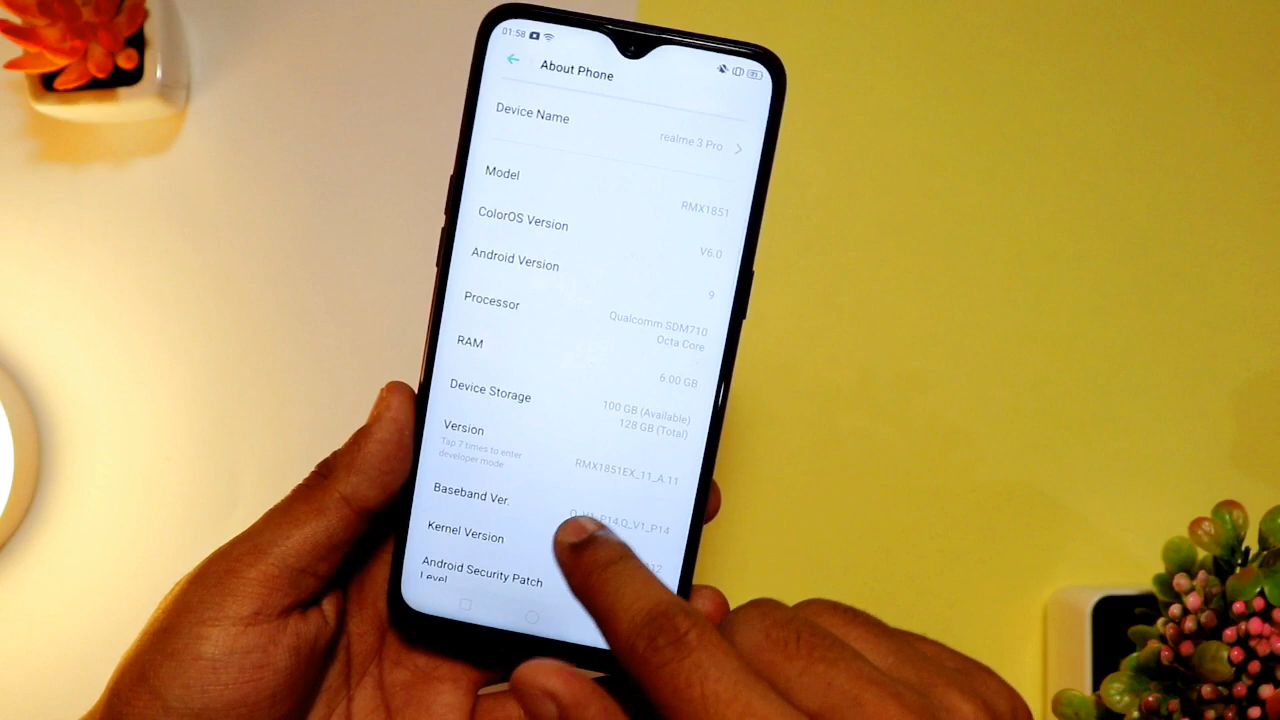 01:58
About Phone
Device Name
realme 3 Pro
Model
RMX1851
ColorOS Version
V6.0
Android Version
9
Processor
Qualcomm SDM710
Octa Core
RAM
6.00 GB
Device Storage
100 GB (Available)
128 GB (Total)
Version
Tap 7 times to enter
developer mode
RMX1851EX_11_A.11
Baseband Ver.
Kernel Version
Android Security Patch
Level